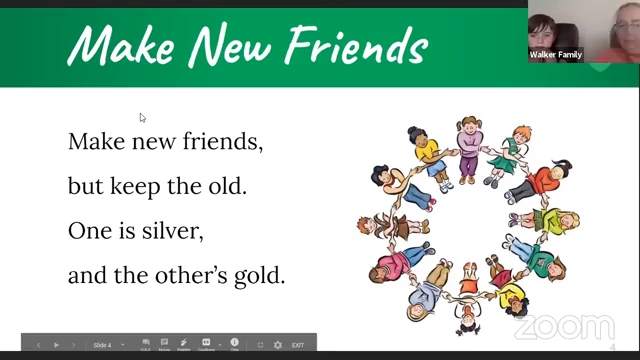 Make New Friends
Walker Family
Make new friends,
but keep the old.
One is silver,
and the other's gold.
zoom
Slide 4
EXIT
4